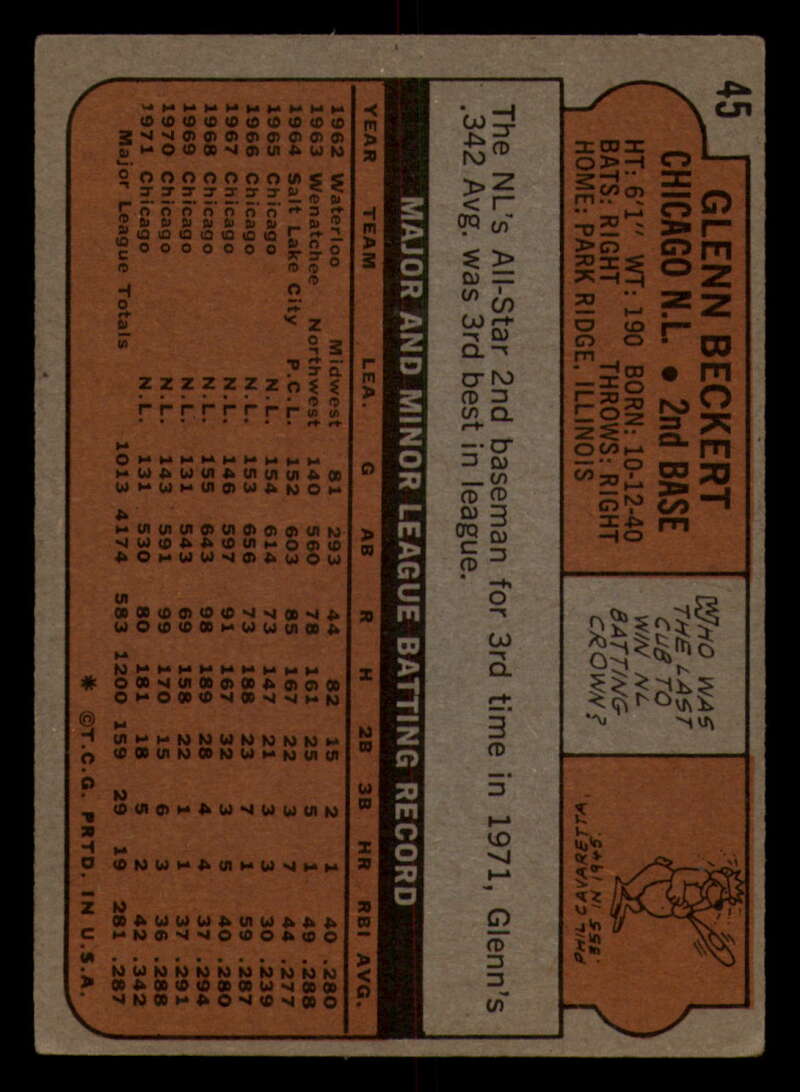 45
GLENN BECKERT
CHICAGO N.L. • 2nd BASE
HT: 6'1" WT: 190 BORN: 10-12-40
BATS: RIGHT THROWS: RIGHT
HOME: PARK RIDGE, ILLINOIS
WHO WAS
THE LAST
CUB TO
WIN NL
BATTING
CROWN?
PHIL CAVARETTA
.355 IN 1945.
The NL's All-Star 2nd baseman for 3rd time in 1971, Glenn's
.342 Avg. was 3rd best in league.
MAJOR AND MINOR LEAGUE BATTING RECORD
YEAR TEAM LEA. G AB R H 2B 3B HR RBI AVG.
1962 Waterloo Midwest 81 293 44 82 15 2 1 40 .280
1963 Wenatchee Northwest 140 560 78 161 25 5 1 49 .288
1964 Salt Lake City P.C.L. 152 603 85 167 22 3 7 44 .277
1965 Chicago N.L. 154 614 73 147 21 3 3 30 .239
1966 Chicago N.L. 153 656 73 188 23 7 1 59 .287
1967 Chicago N.L. 146 597 91 167 32 3 5 40 .280
1968 Chicago N.L. 155 643 98 189 28 4 4 37 .294
1969 Chicago N.L. 131 543 69 158 22 1 1 37 .291
1970 Chicago N.L. 143 591 99 170 15 6 3 36 .288
1971 Chicago N.L. 131 530 80 181 18 5 2 42 .342
Major League Totals 1013 4174 583 1200 159 29 19 281 .287
* ©T.C.G. PRTD. IN U.S.A.